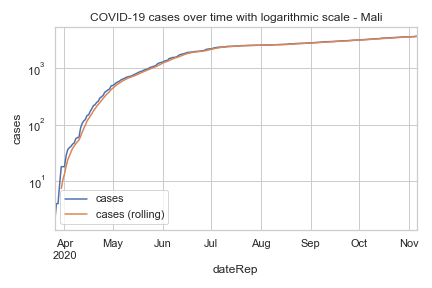 COVID-19 cases over time with logarithmic scale - Mali
cases
10³
10²
10¹
cases
cases (rolling)
Apr May Jun Jul Aug Sep Oct Nov
2020
dateRep